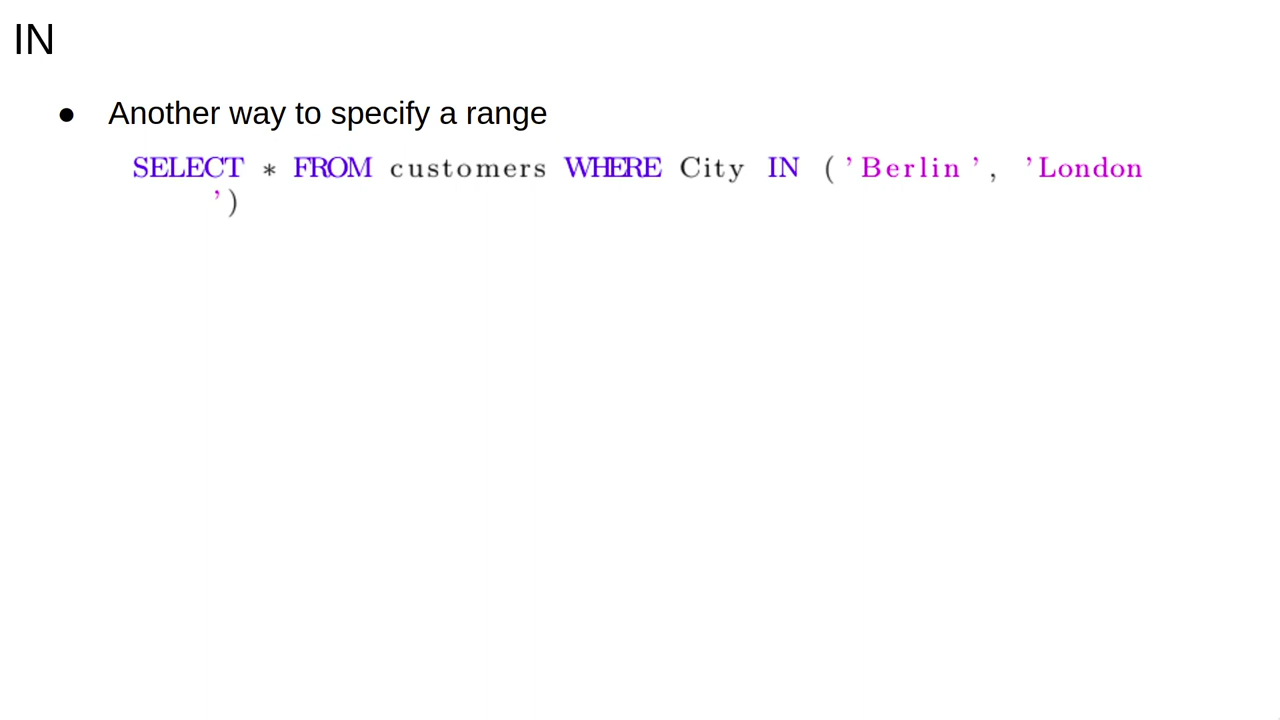 IN
● Another way to specify a range
SELECT * FROM customers WHERE City IN ('Berlin', 'London
')